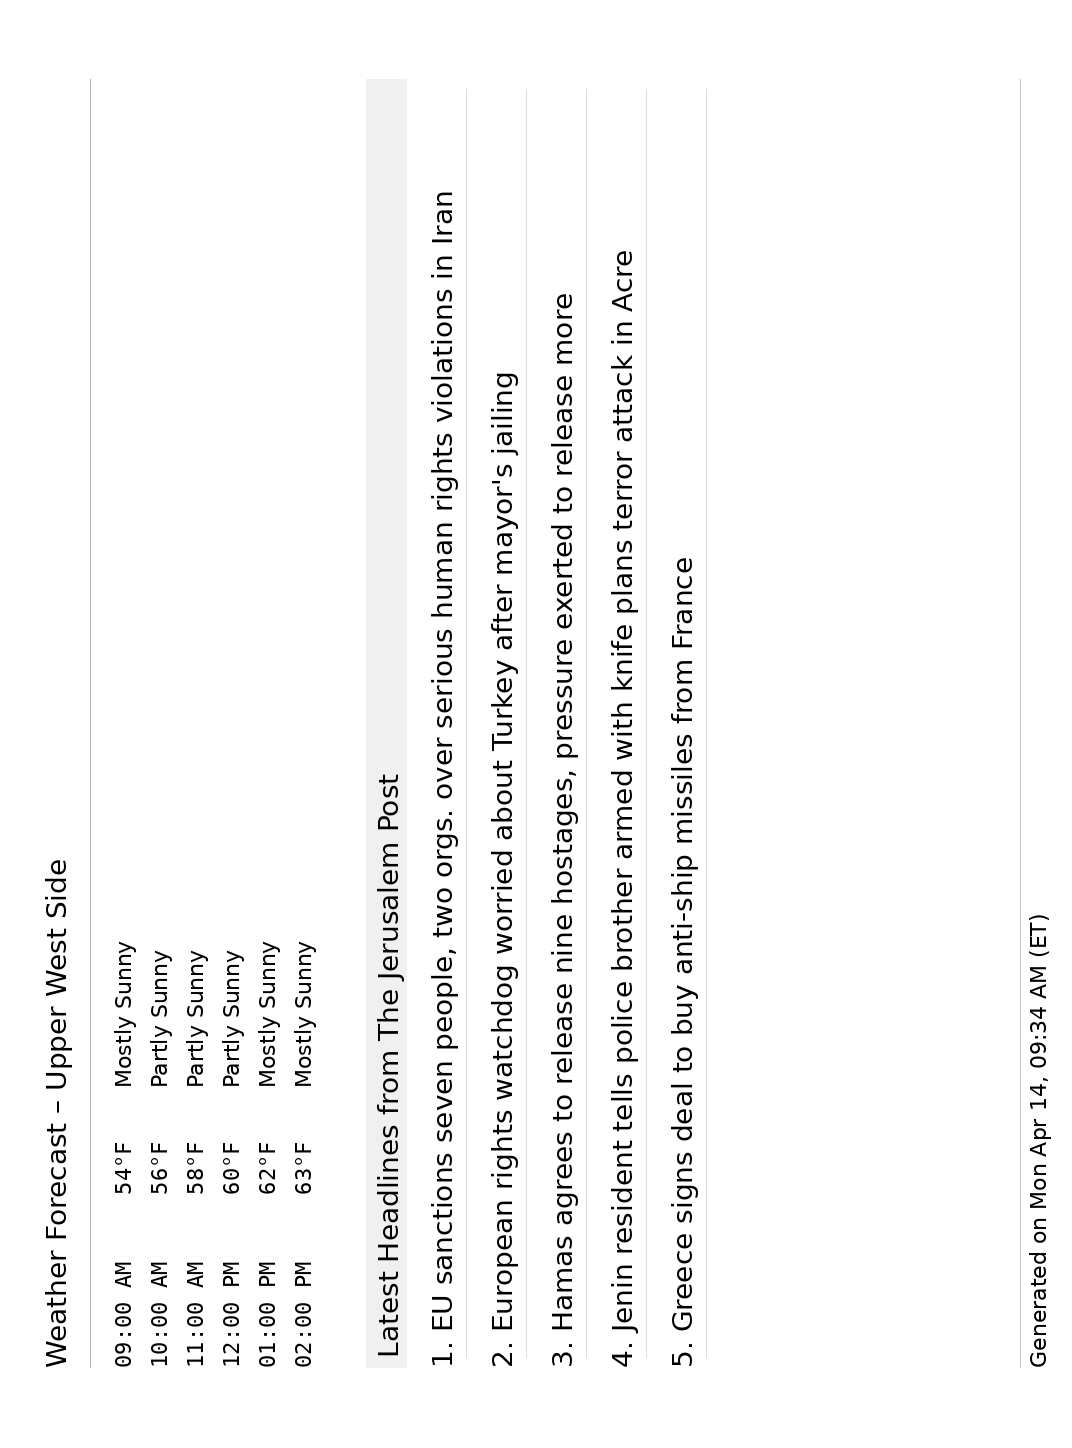 Weather Forecast – Upper West Side
09:00 AM 54°F Mostly Sunny
10:00 AM 56°F Partly Sunny
11:00 AM 58°F Partly Sunny
12:00 PM 60°F Partly Sunny
01:00 PM 62°F Mostly Sunny
02:00 PM 63°F Mostly Sunny
Latest Headlines from The Jerusalem Post
1. EU sanctions seven people, two orgs. over serious human rights violations in Iran
2. European rights watchdog worried about Turkey after mayor's jailing
3. Hamas agrees to release nine hostages, pressure exerted to release more
4. Jenin resident tells police brother armed with knife plans terror attack in Acre
5. Greece signs deal to buy anti-ship missiles from France
Generated on Mon Apr 14, 09:34 AM (ET)